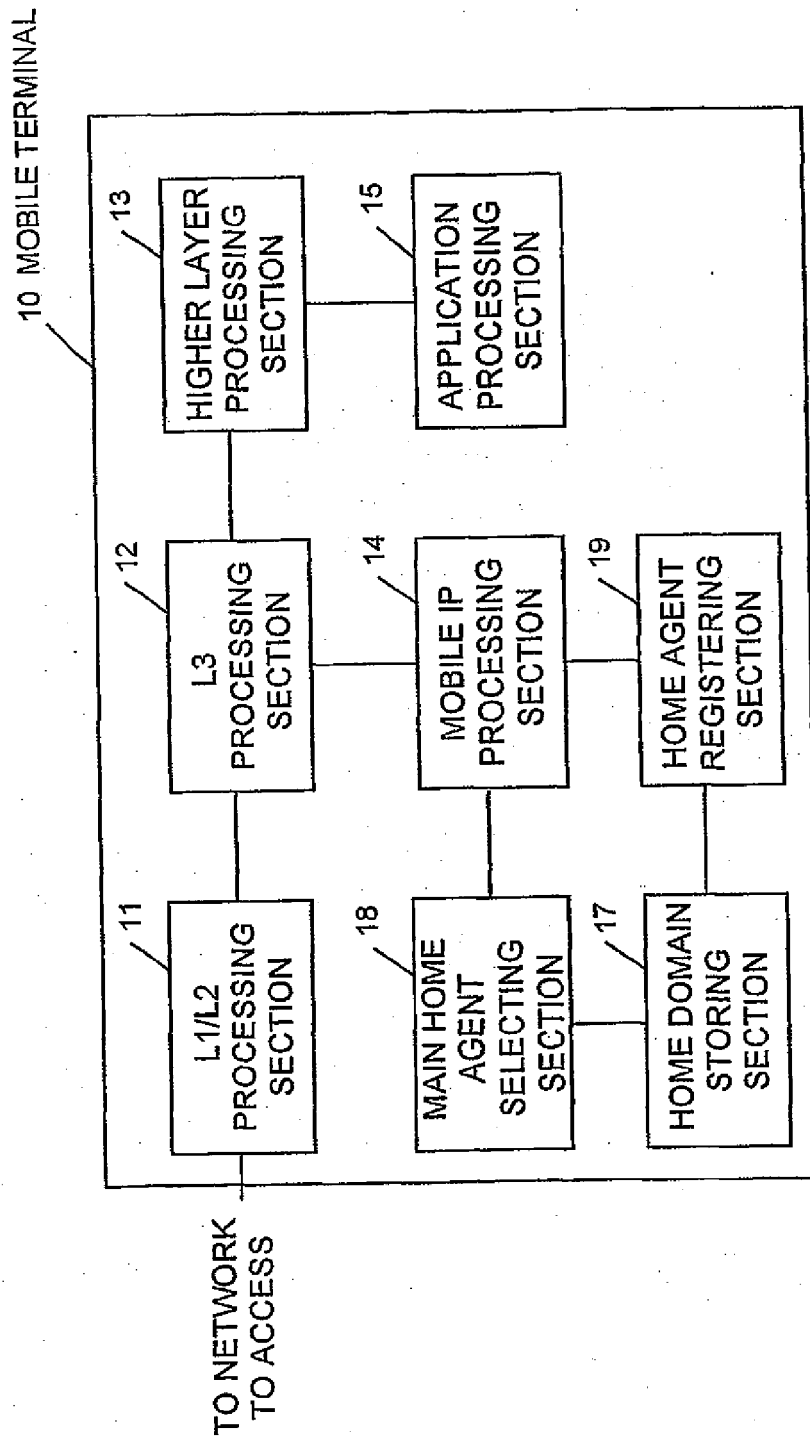 10 MOBILE TERMINAL
TO NETWORK
TO ACCESS
11
L1/L2
PROCESSING
SECTION
12
L3
PROCESSING
SECTION
13
HIGHER LAYER
PROCESSING
SECTION
18
MAIN HOME
AGENT
SELECTING
SECTION
14
MOBILE IP
PROCESSING
SECTION
15
APPLICATION
PROCESSING
SECTION
17
HOME DOMAIN
STORING
SECTION
19
HOME AGENT
REGISTERING
SECTION